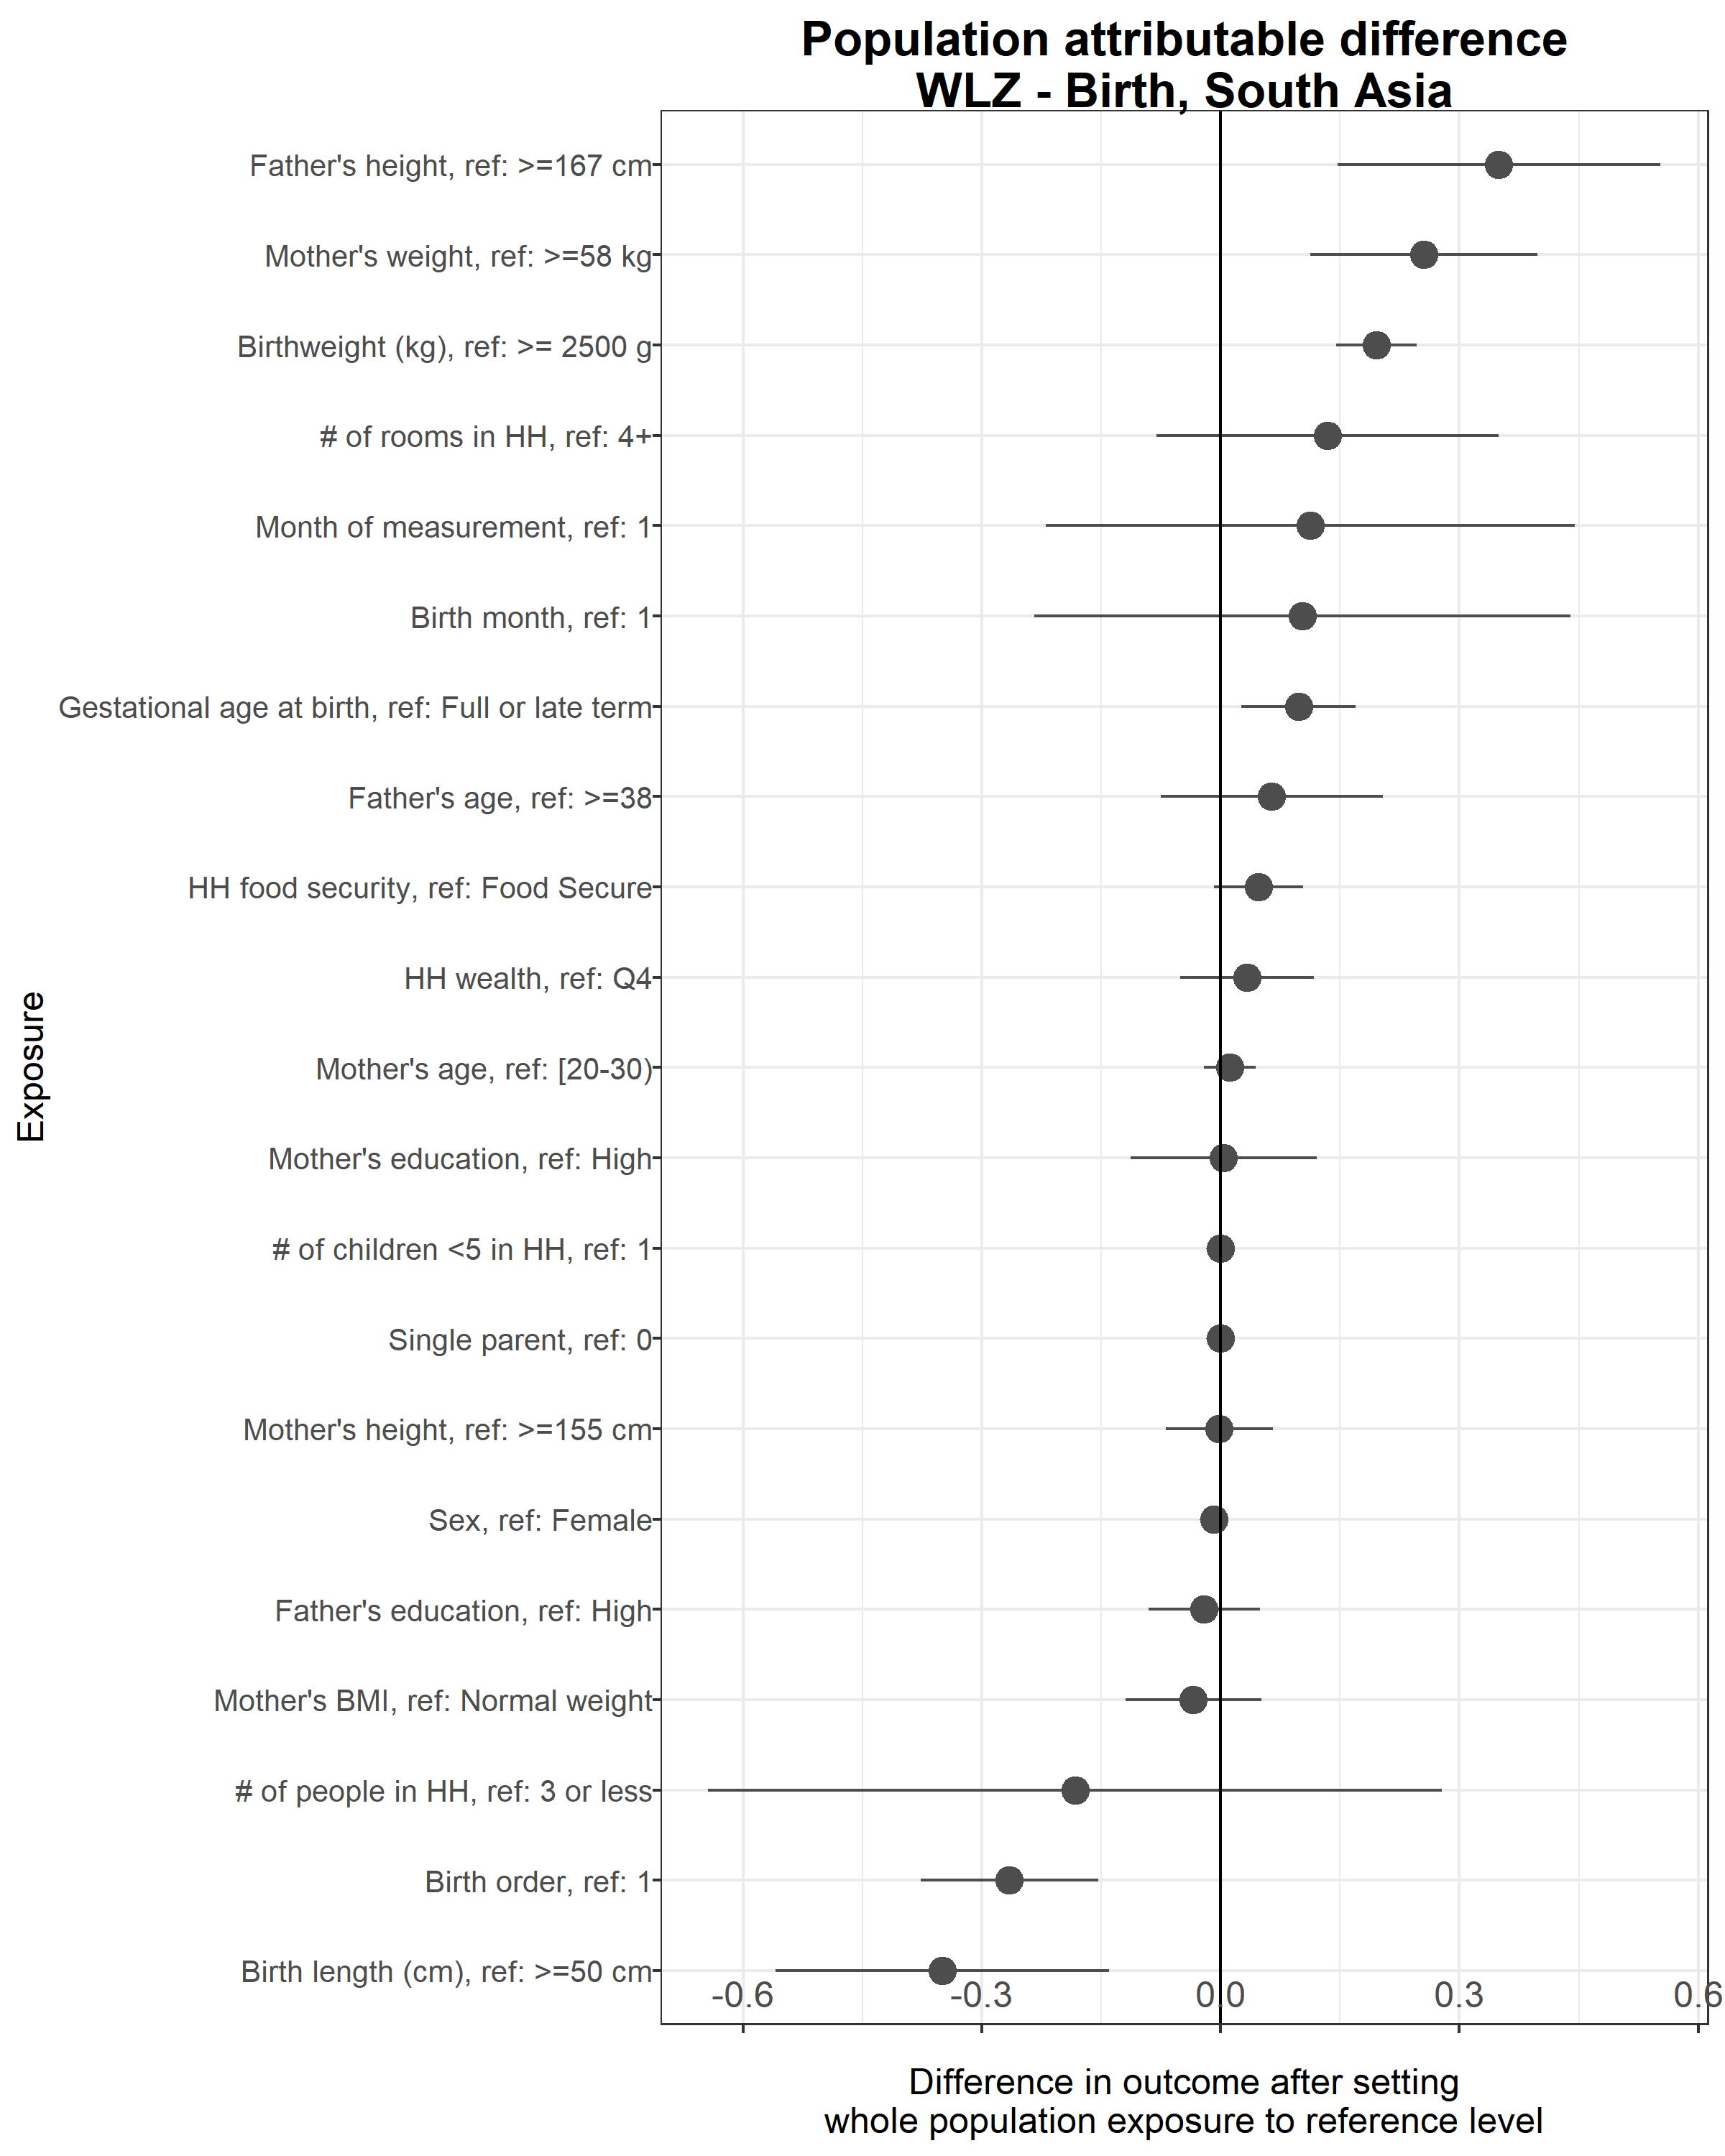 Population attributable difference
WLZ - Birth, South Asia
Father's height, ref: >=167 cm
Mother's weight, ref: >=58 kg
Birthweight (kg), ref: >= 2500 g
# of rooms in HH, ref: 4+
Month of measurement, ref: 1
Birth month, ref: 1
Gestational age at birth, ref: Full or late term
Father's age, ref: >=38
HH food security, ref: Food Secure
HH wealth, ref: Q4
Mother's age, ref: [20-30)
Mother's education, ref: High
# of children <5 in HH, ref: 1
Single parent, ref: 0
Mother's height, ref: >=155 cm
Sex, ref: Female
Father's education, ref: High
Mother's BMI, ref: Normal weight
# of people in HH, ref: 3 or less
Birth order, ref: 1
Birth length (cm), ref: >=50 cm
Exposure
-0.6 -0.3 0.0 0.3 0.6
Difference in outcome after setting
whole population exposure to reference level